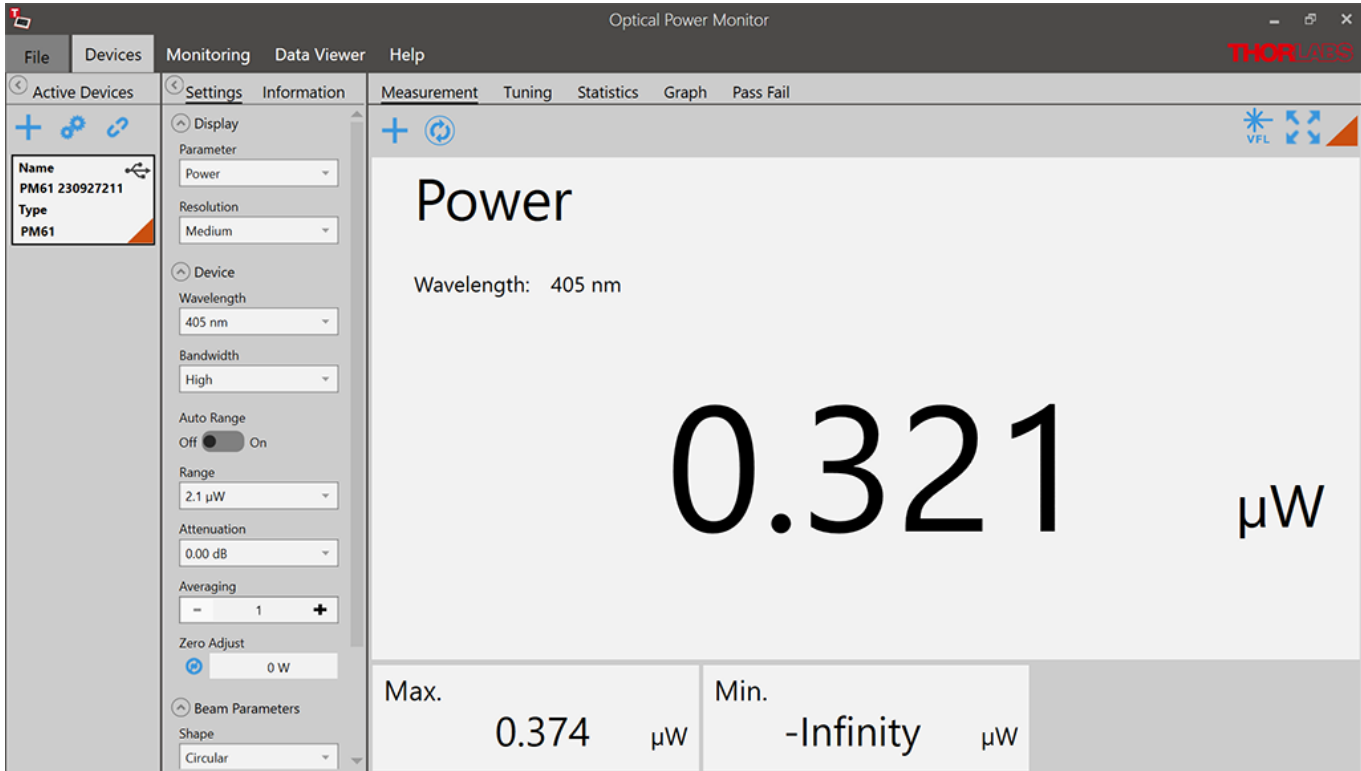 Optical Power Monitor
File Devices Monitoring Data Viewer Help
THORLABS
Active Devices
Name
PM61 230927211
Type
PM61
Settings Information
Display
Parameter
Power
Resolution
Medium
Device
Wavelength
405 nm
Bandwidth
High
Auto Range
Off On
Range
2.1 µW
Attenuation
0.00 dB
Averaging
- 1 +
Zero Adjust
0 W
Beam Parameters
Shape
Circular
Measurement Tuning Statistics Graph Pass Fail
VFL
Power
Wavelength: 405 nm
0.321 µW
Max.
0.374 µW
Min.
-Infinity µW